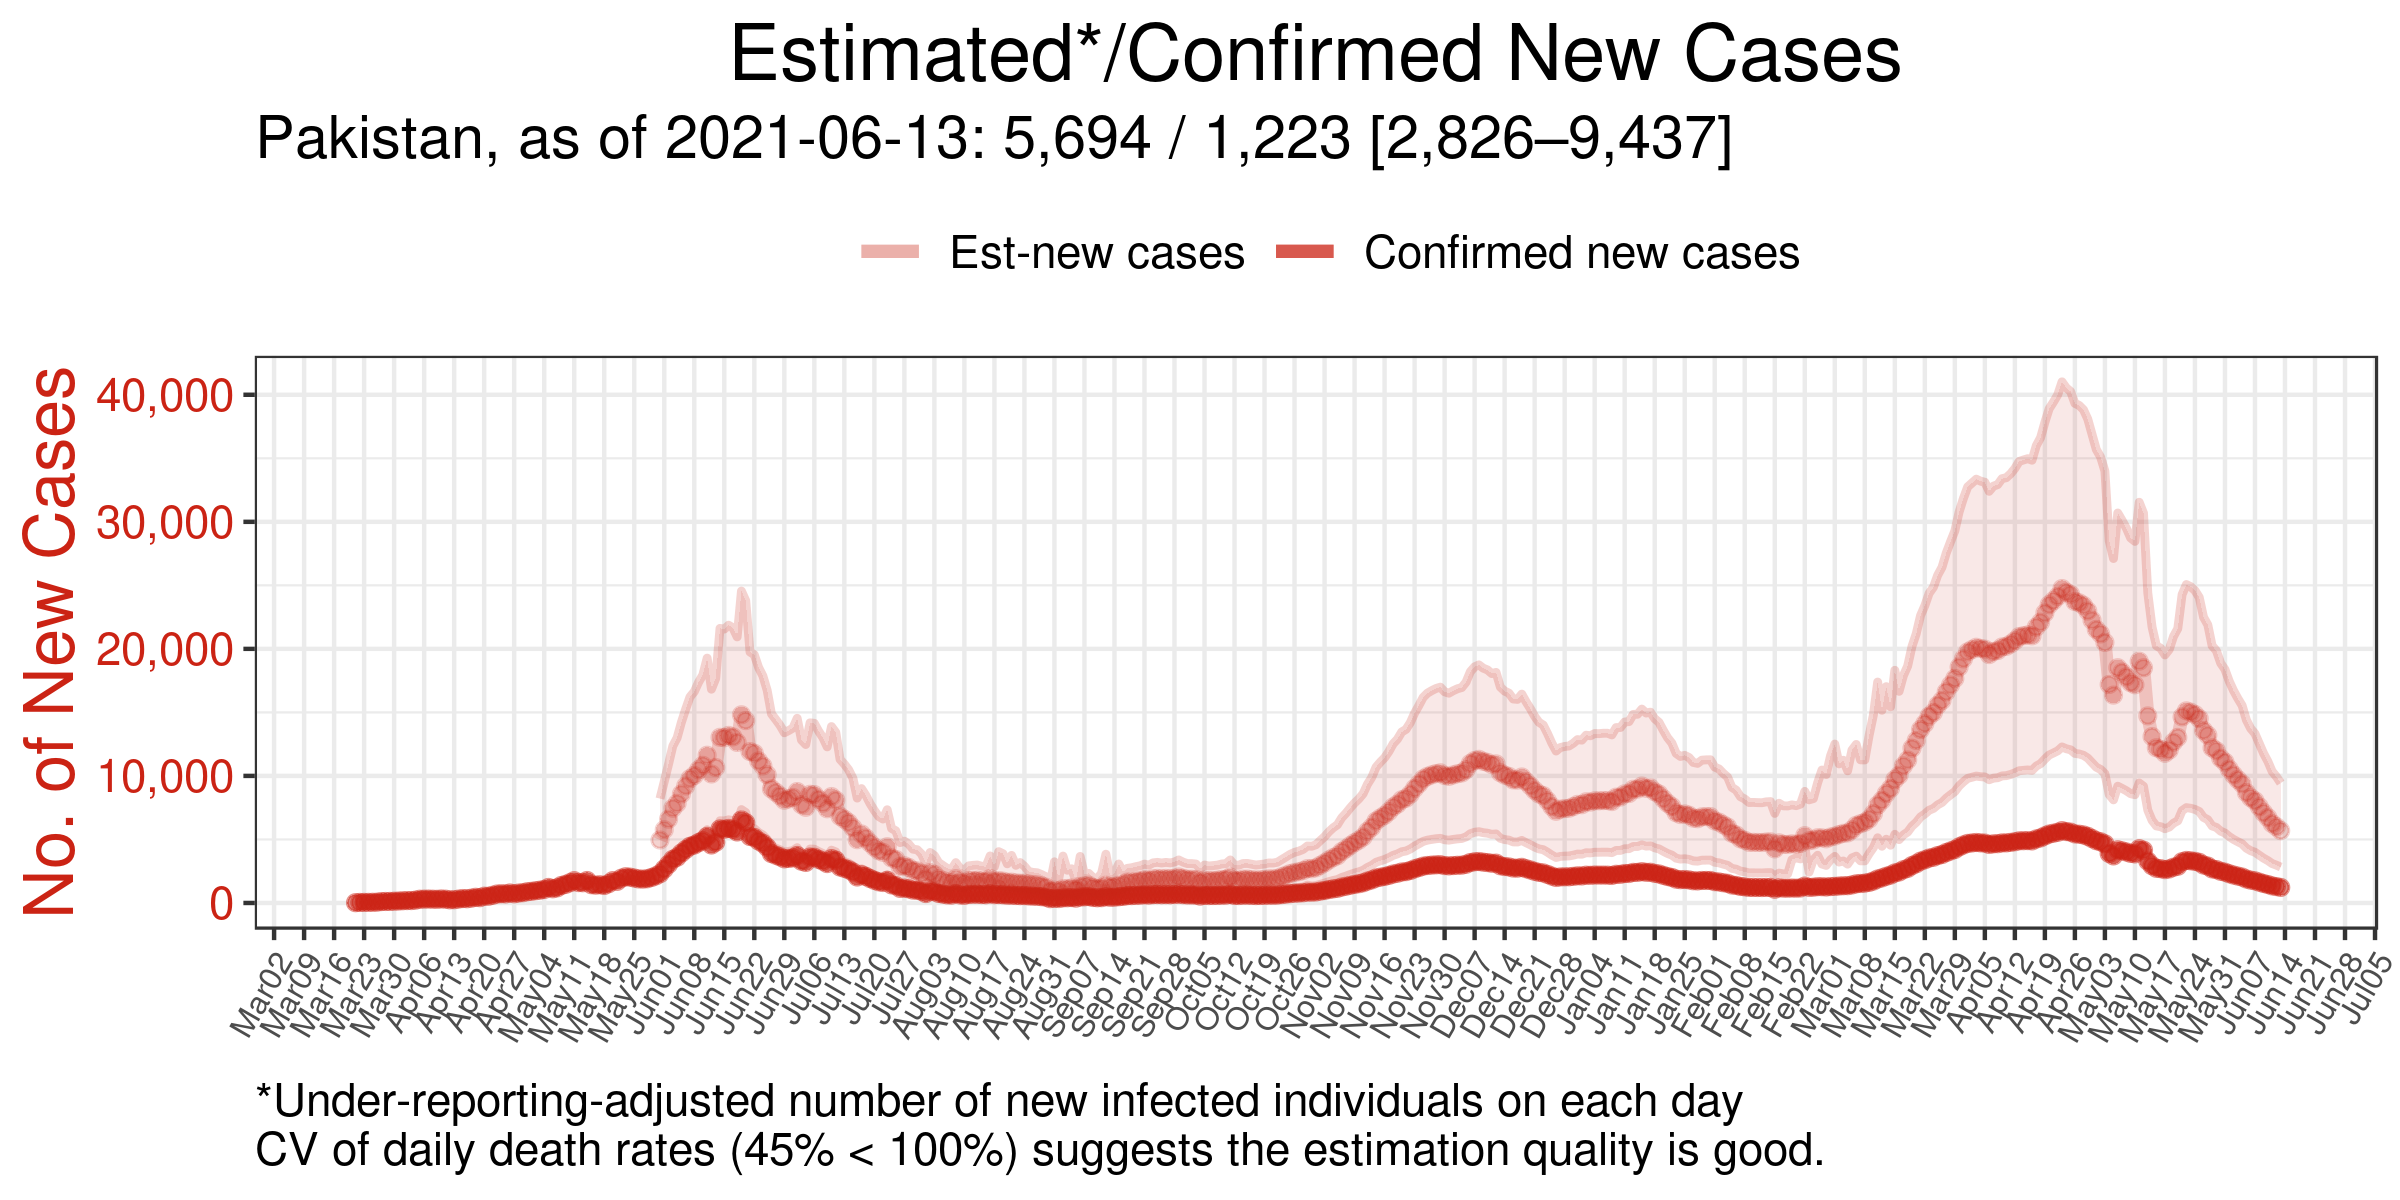 Estimated*/Confirmed New Cases
Pakistan, as of 2021-06-13: 5,694 / 1,223 [2,826–9,437]
Est-new cases Confirmed new cases
No. of New Cases
40,000
30,000
20,000
10,000
0
Mar02 Mar09 Mar16 Mar23 Mar30 Apr06 Apr13 Apr20 Apr27 May04 May11 May18 May25 Jun01 Jun08 Jun15 Jun22 Jun29 Jul06 Jul13 Jul20 Jul27 Aug03 Aug10 Aug17 Aug24 Aug31 Sep07 Sep14 Sep21 Sep28 Oct05 Oct12 Oct19 Oct26 Nov02 Nov09 Nov16 Nov23 Nov30 Dec07 Dec14 Dec21 Dec28 Jan04 Jan11 Jan18 Jan25 Feb01 Feb08 Feb15 Feb22 Mar01 Mar08 Mar15 Mar22 Mar29 Apr05 Apr12 Apr19 Apr26 May03 May10 May17 May24 May31 Jun07 Jun14 Jun21 Jun28 Jul05
*Under-reporting-adjusted number of new infected individuals on each day
CV of daily death rates (45% < 100%) suggests the estimation quality is good.